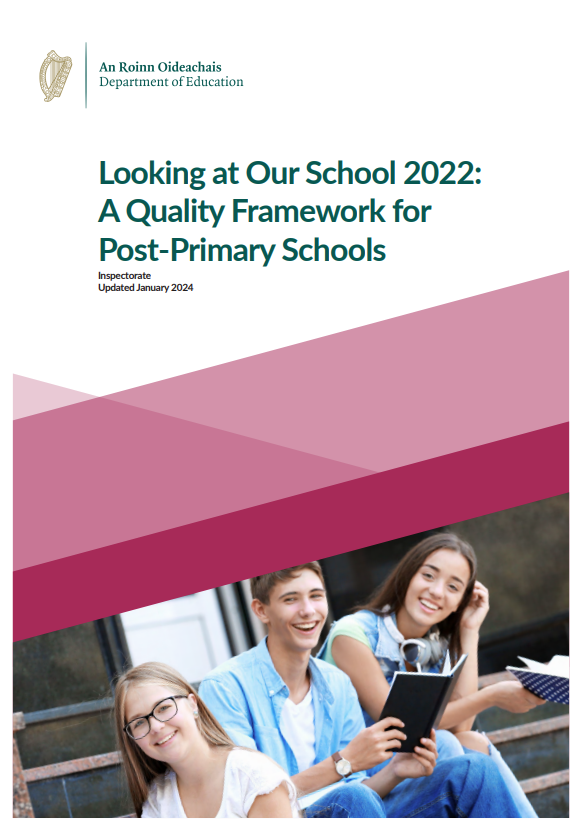 An Roinn Oideachais
Department of Education
Looking at Our School 2022:
A Quality Framework for
Post-Primary Schools
Inspectorate
Updated January 2024